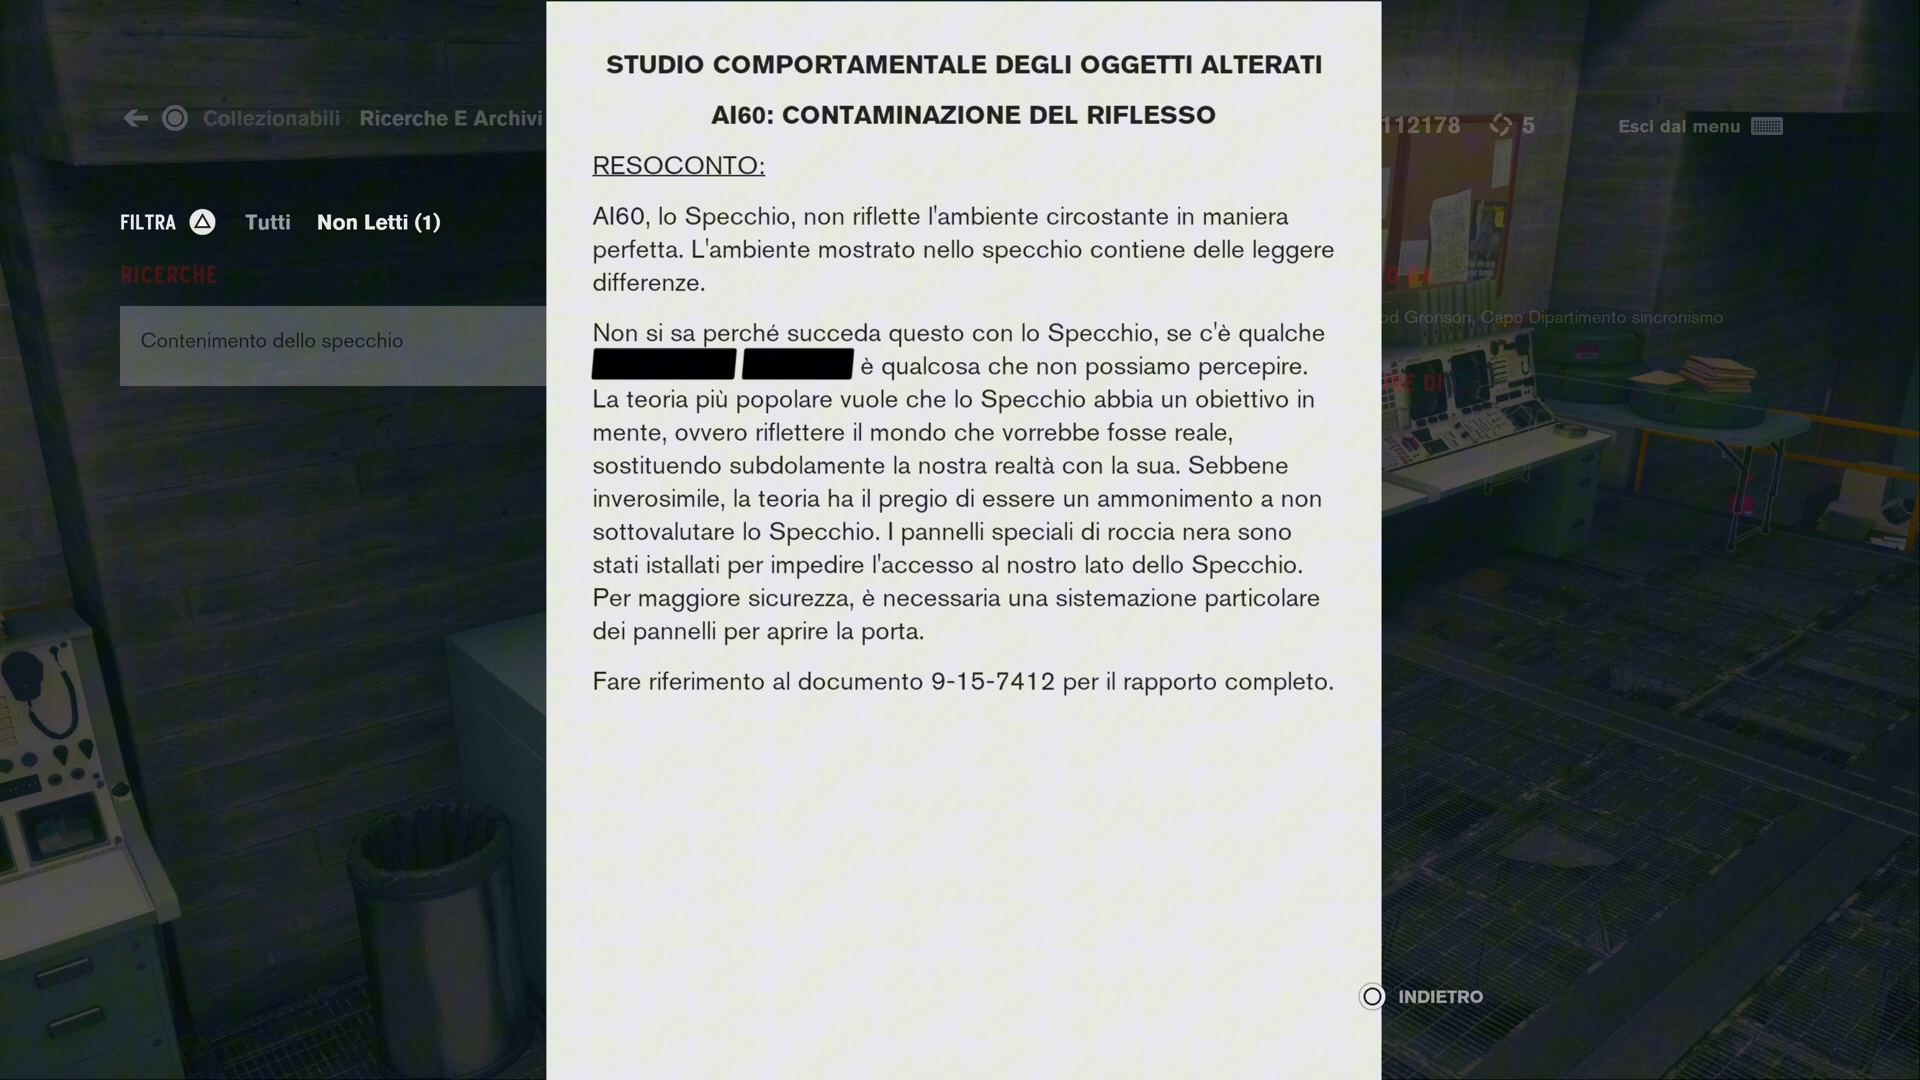 STUDIO COMPORTAMENTALE DEGLI OGGETTI ALTERATI
AI60: CONTAMINAZIONE DEL RIFLESSO
RESOCONTO:
AI60, lo Specchio, non riflette l'ambiente circostante in maniera
perfetta. L'ambiente mostrato nello specchio contiene delle leggere
differenze.
Non si sa perché succeda questo con lo Specchio, se c'è qualche
è qualcosa che non possiamo percepire.
La teoria più popolare vuole che lo Specchio abbia un obiettivo in
mente, ovvero riflettere il mondo che vorrebbe fosse reale,
sostituendo subdolamente la nostra realtà con la sua. Sebbene
inverosimile, la teoria ha il pregio di essere un ammonimento a non
sottovalutare lo Specchio. I pannelli speciali di roccia nera sono
stati istallati per impedire l'accesso al nostro lato dello Specchio.
Per maggiore sicurezza, è necessaria una sistemazione particolare
dei pannelli per aprire la porta.
Fare riferimento al documento 9-15-7412 per il rapporto completo.
Collezionabili Ricerche E Archivi
FILTRA Tutti Non Letti (1)
RICERCHE
Contenimento dello specchio
112178 5 Esci dal menu
Gronson, Capo Dipartimento sincronismo
INDIETRO